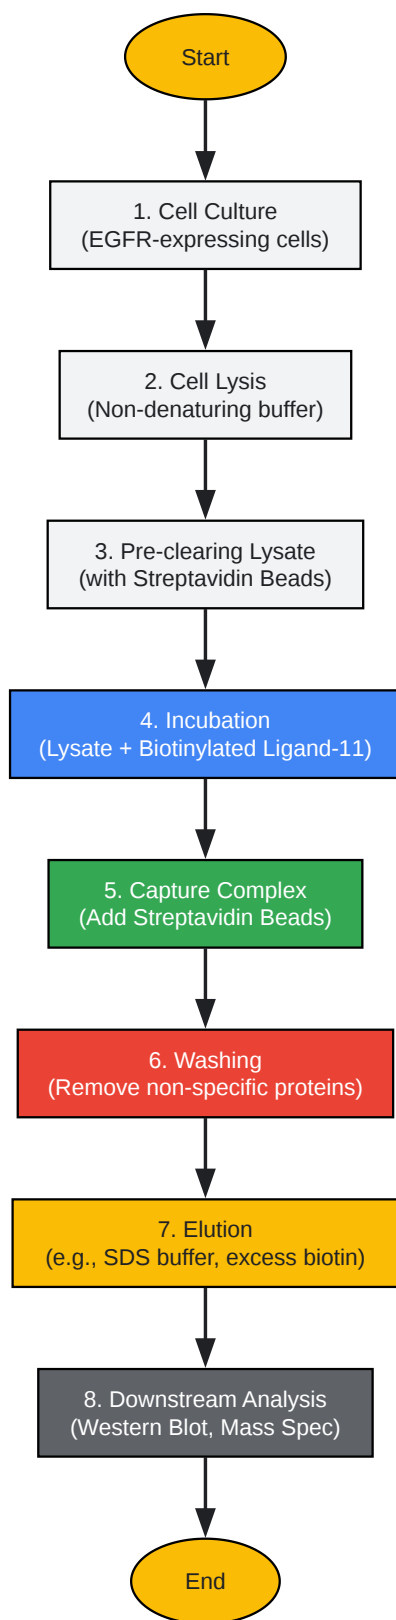 Start
1. Cell Culture
(EGFR-expressing cells)
2. Cell Lysis
(Non-denaturing buffer)
3. Pre-clearing Lysate
(with Streptavidin Beads)
4. Incubation
(Lysate + Biotinylated Ligand-11)
5. Capture Complex
(Add Streptavidin Beads)
6. Washing
(Remove non-specific proteins)
7. Elution
(e.g., SDS buffer, excess biotin)
8. Downstream Analysis
(Western Blot, Mass Spec)
End